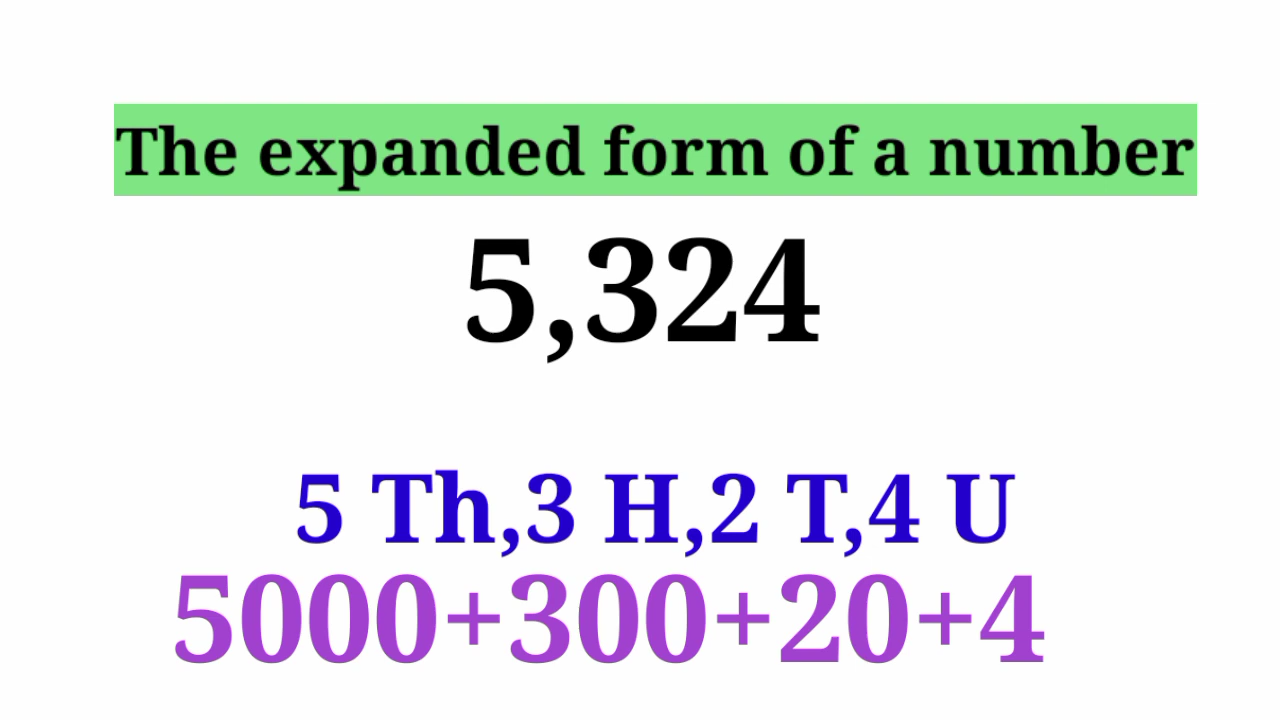 The expanded form of a number
5,324
5 Th,3 H,2 T,4 U
5000+300+20+4